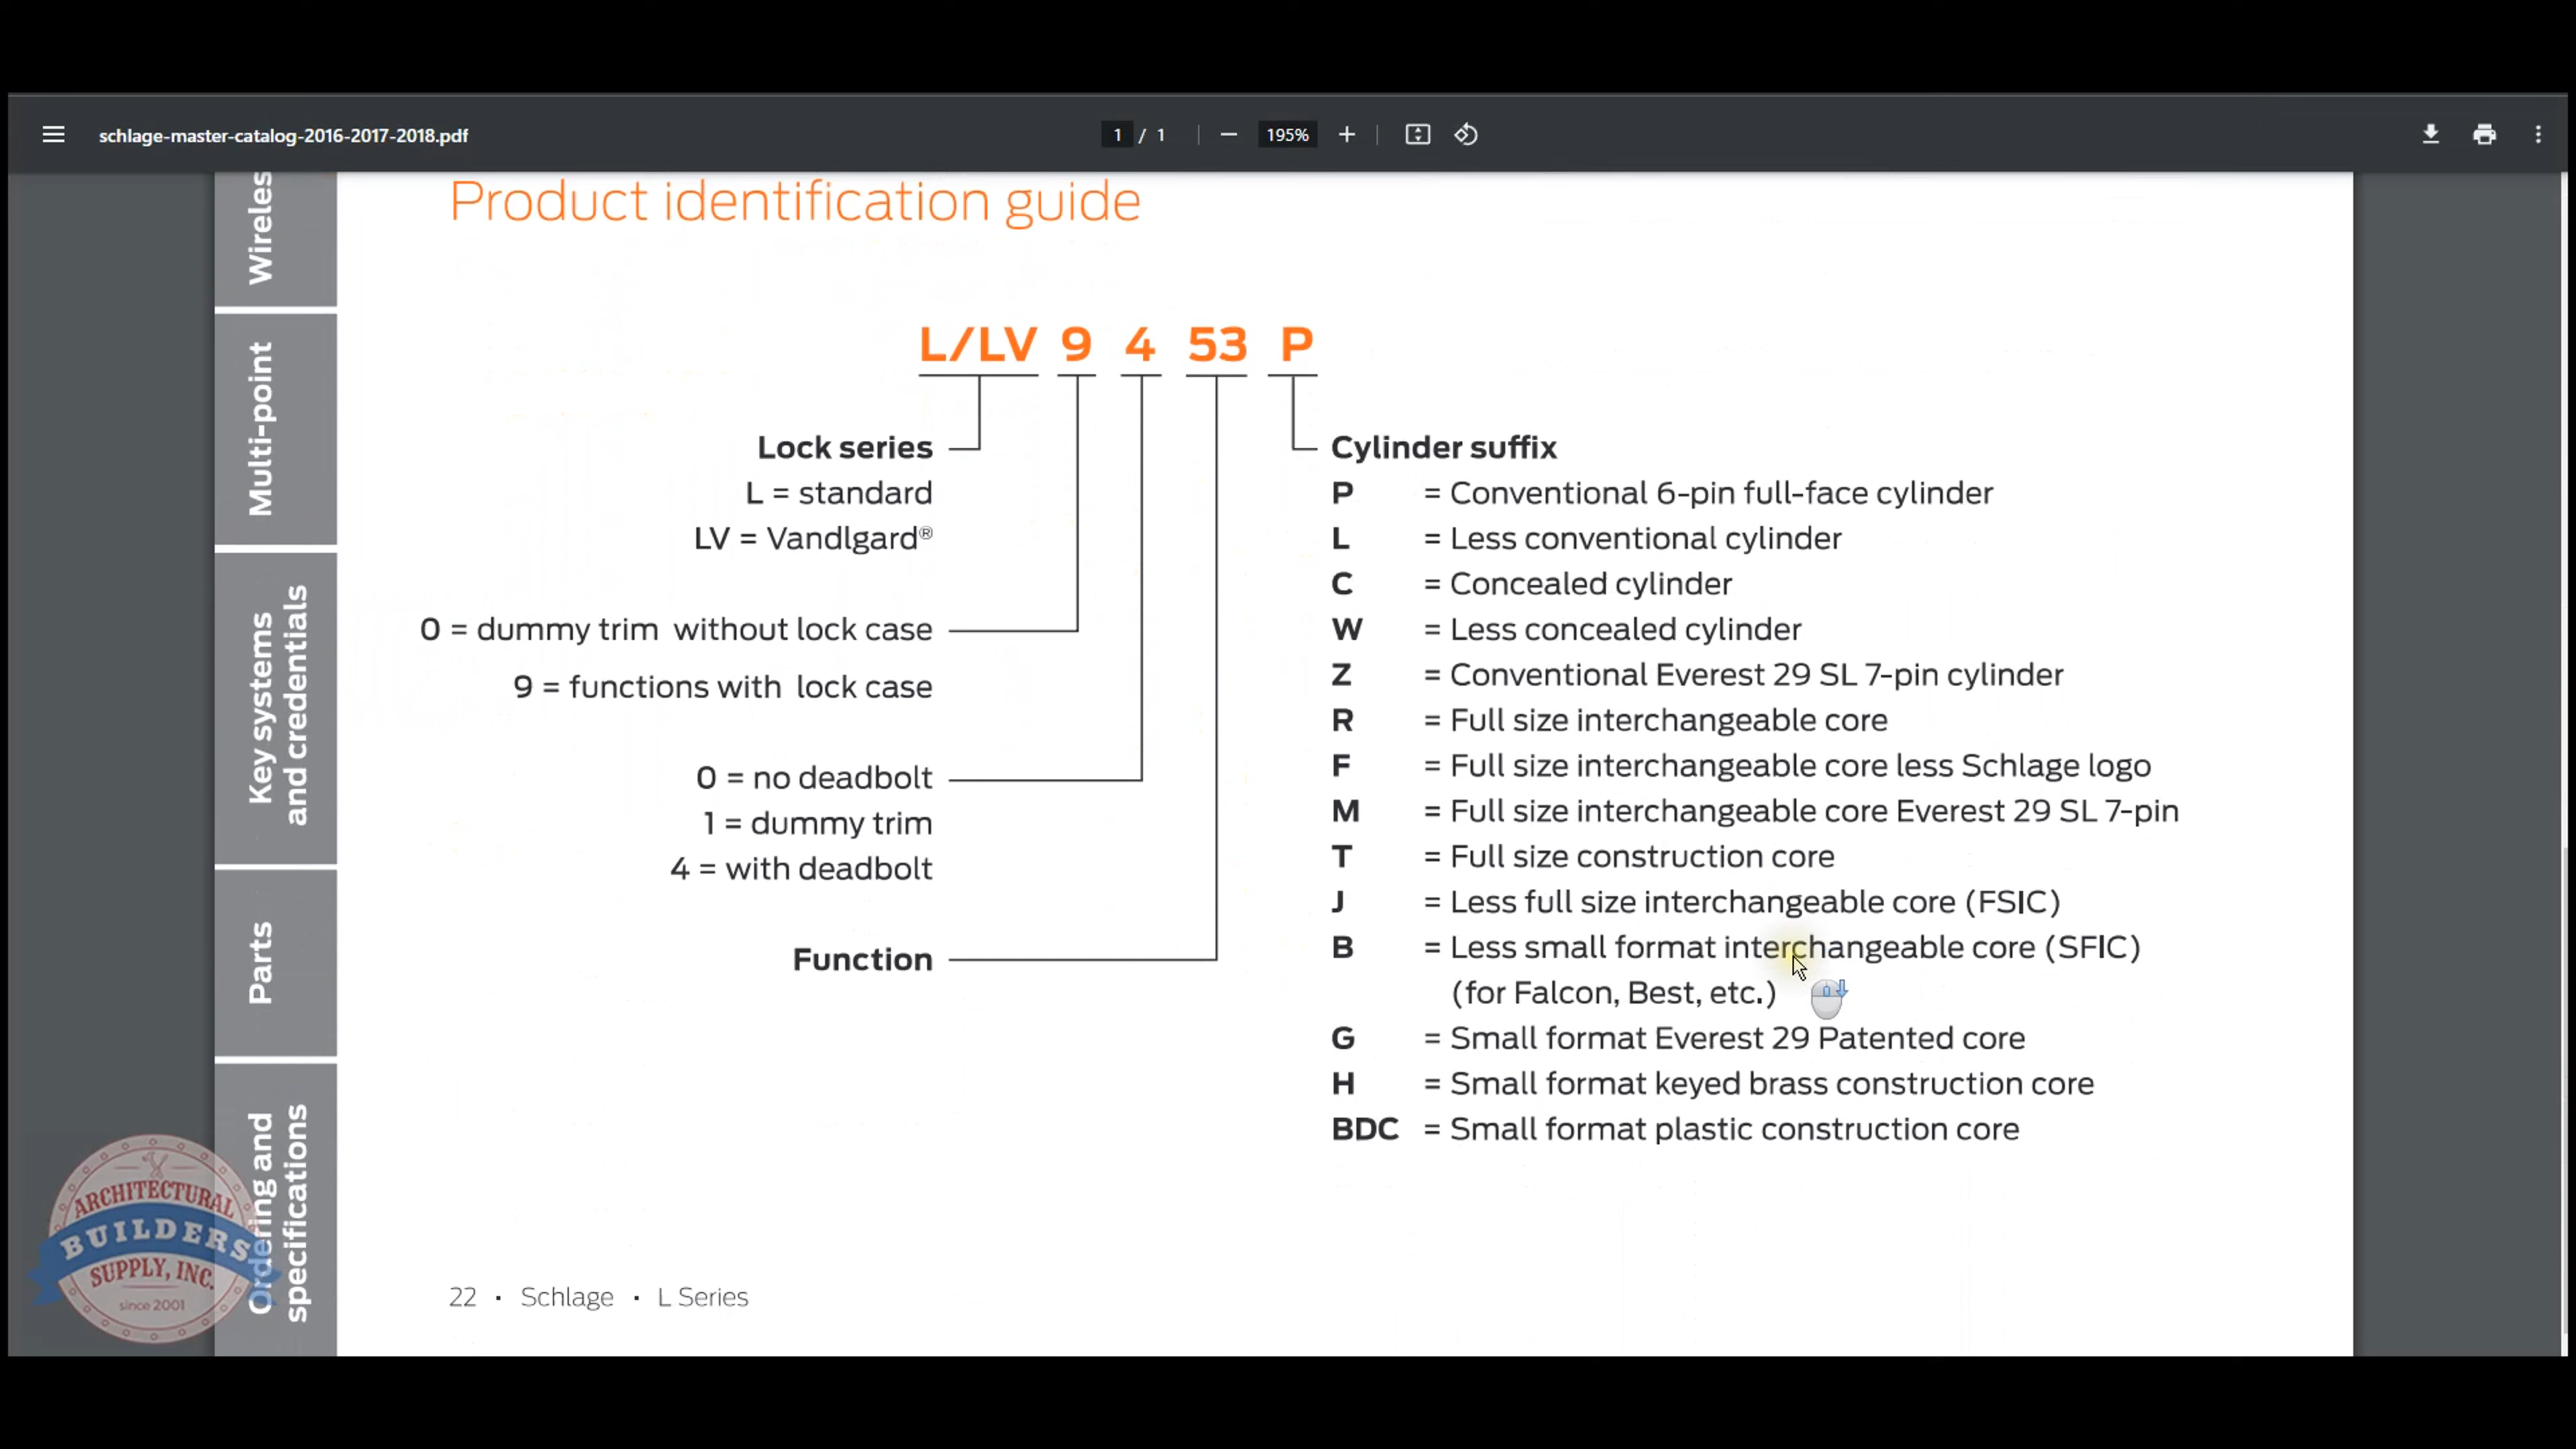 schlage-master-catalog-2016-2017-2018.pdf
1 / 1
195%
Wireles
Multi-point
Key systems
and credentials
Parts
Ordering and
specifications
Product identification guide
L/LV 9 4 53 P
Lock series
L = standard
LV = Vandlgard®
0 = dummy trim without lock case
9 = functions with lock case
0 = no deadbolt
1 = dummy trim
4 = with deadbolt
Function
Cylinder suffix
P = Conventional 6-pin full-face cylinder
L = Less conventional cylinder
C = Concealed cylinder
W = Less concealed cylinder
Z = Conventional Everest 29 SL 7-pin cylinder
R = Full size interchangeable core
F = Full size interchangeable core less Schlage logo
M = Full size interchangeable core Everest 29 SL 7-pin
T = Full size construction core
J = Less full size interchangeable core (FSIC)
B = Less small format interchangeable core (SFIC)
(for Falcon, Best, etc.)
G = Small format Everest 29 Patented core
H = Small format keyed brass construction core
BDC = Small format plastic construction core
22 • Schlage • L Series
ARCHITECTURAL
BUILDERS
SUPPLY, INC.
since 2001